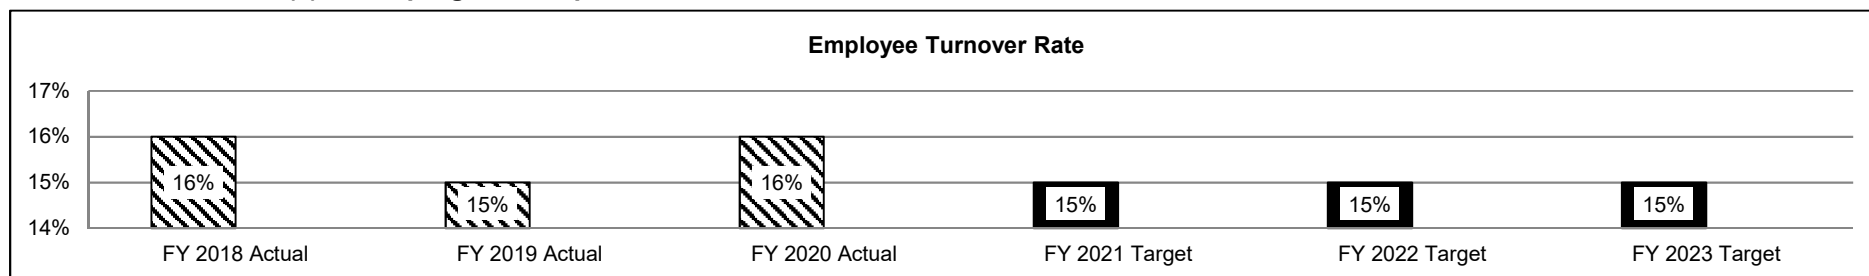 Employee Turnover Rate
17%
16%
15%
14%
16%
15%
16%
15%
15%
15%
FY 2018 Actual
FY 2019 Actual
FY 2020 Actual
FY 2021 Target
FY 2022 Target
FY 2023 Target